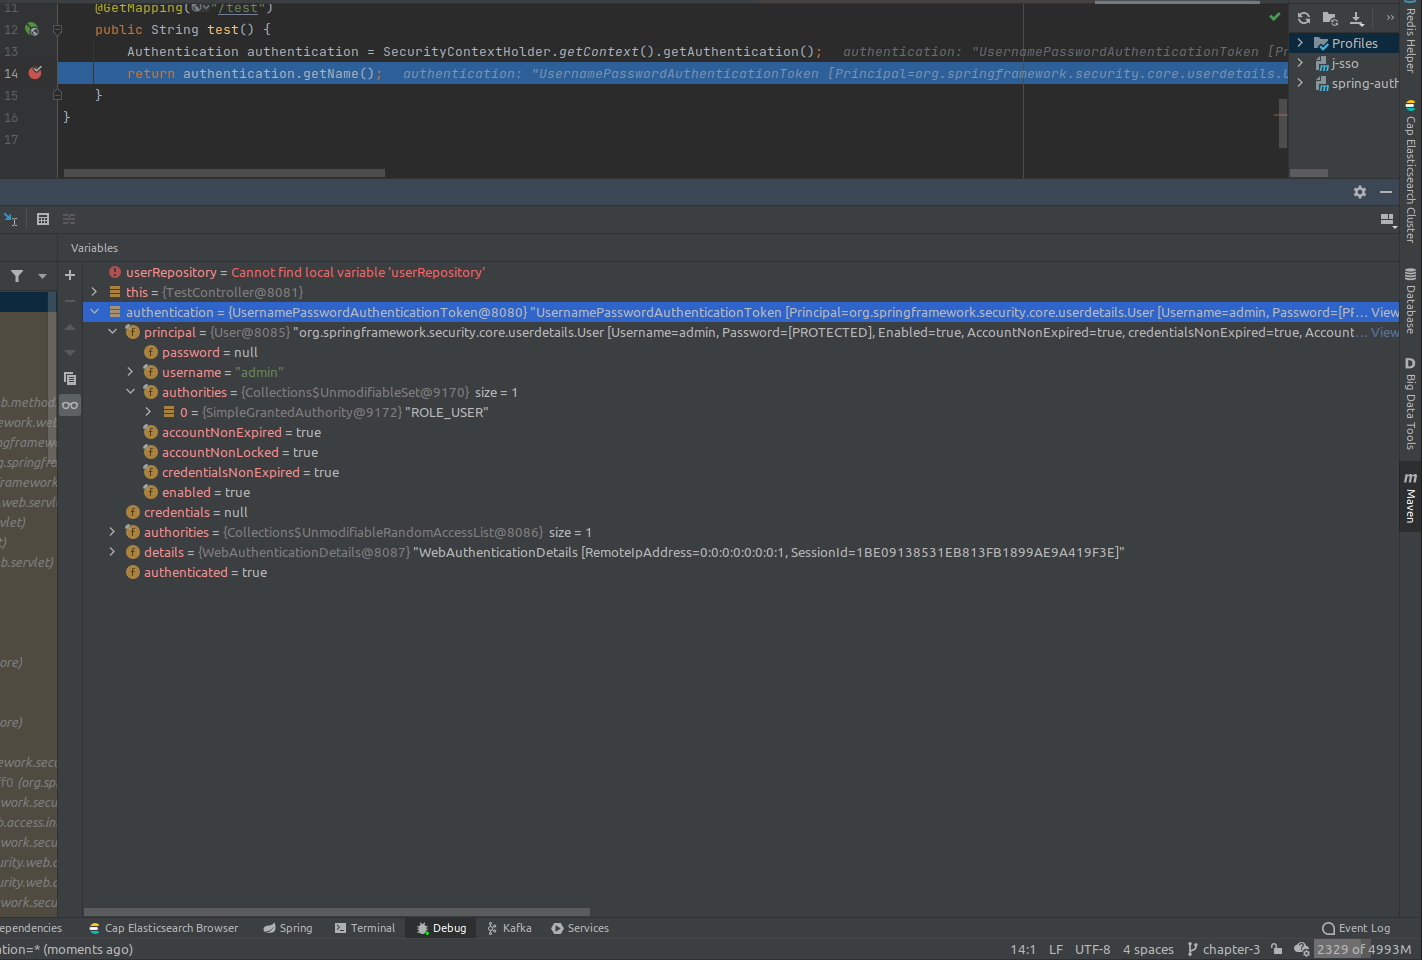 11 @GetMapping("/test")
12 public String test() {
13 Authentication authentication = SecurityContextHolder.getContext().getAuthentication(); authentication: "UsernamePasswordAuthenticationToken [Pr
14 return authentication.getName(); authentication: "UsernamePasswordAuthenticationToken [Principal=org.springframework.security.core.userdetails.U
15 }
16 }
17
Profiles
j-sso
spring-auth
Redis Helper
Cap Elasticsearch Cluster
Database
D Big Data Tools
m Maven
Variables
userRepository = Cannot find local variable 'userRepository'
this = {TestController@8081}
authentication = {UsernamePasswordAuthenticationToken@8080} "UsernamePasswordAuthenticationToken [Principal=org.springframework.security.core.userdetails.User [Username=admin, Password=[PF... View
principal = {User@8085} "org.springframework.security.core.userdetails.User [Username=admin, Password=[PROTECTED], Enabled=true, AccountNonExpired=true, credentialsNonExpired=true, Account... View
password = null
username = "admin"
authorities = {Collections$UnmodifiableSet@9170} size = 1
0 = {SimpleGrantedAuthority@9172} "ROLE_USER"
accountNonExpired = true
accountNonLocked = true
credentialsNonExpired = true
enabled = true
credentials = null
authorities = {Collections$UnmodifiableRandomAccessList@8086} size = 1
details = {WebAuthenticationDetails@8087} "WebAuthenticationDetails [RemoteIpAddress=0:0:0:0:0:0:0:1, SessionId=1BE09138531EB813FB1899AE9A419F3E]"
authenticated = true
b.method.
ework.web
ngframew
g.springfra
framework
.web.servle
vlet)
t)
b.servlet)
ore)
ore)
ework.secu
ff0 (org.sp
work.secu
b.access.in
work.secu
urity.web.a
urity.web.a
work.secu
ependencies
Cap Elasticsearch Browser
Spring
Terminal
Debug
Kafka
Services
Event Log
ation=* (moments ago)
14:1 LF UTF-8 4 spaces chapter-3 2329 of 4993M